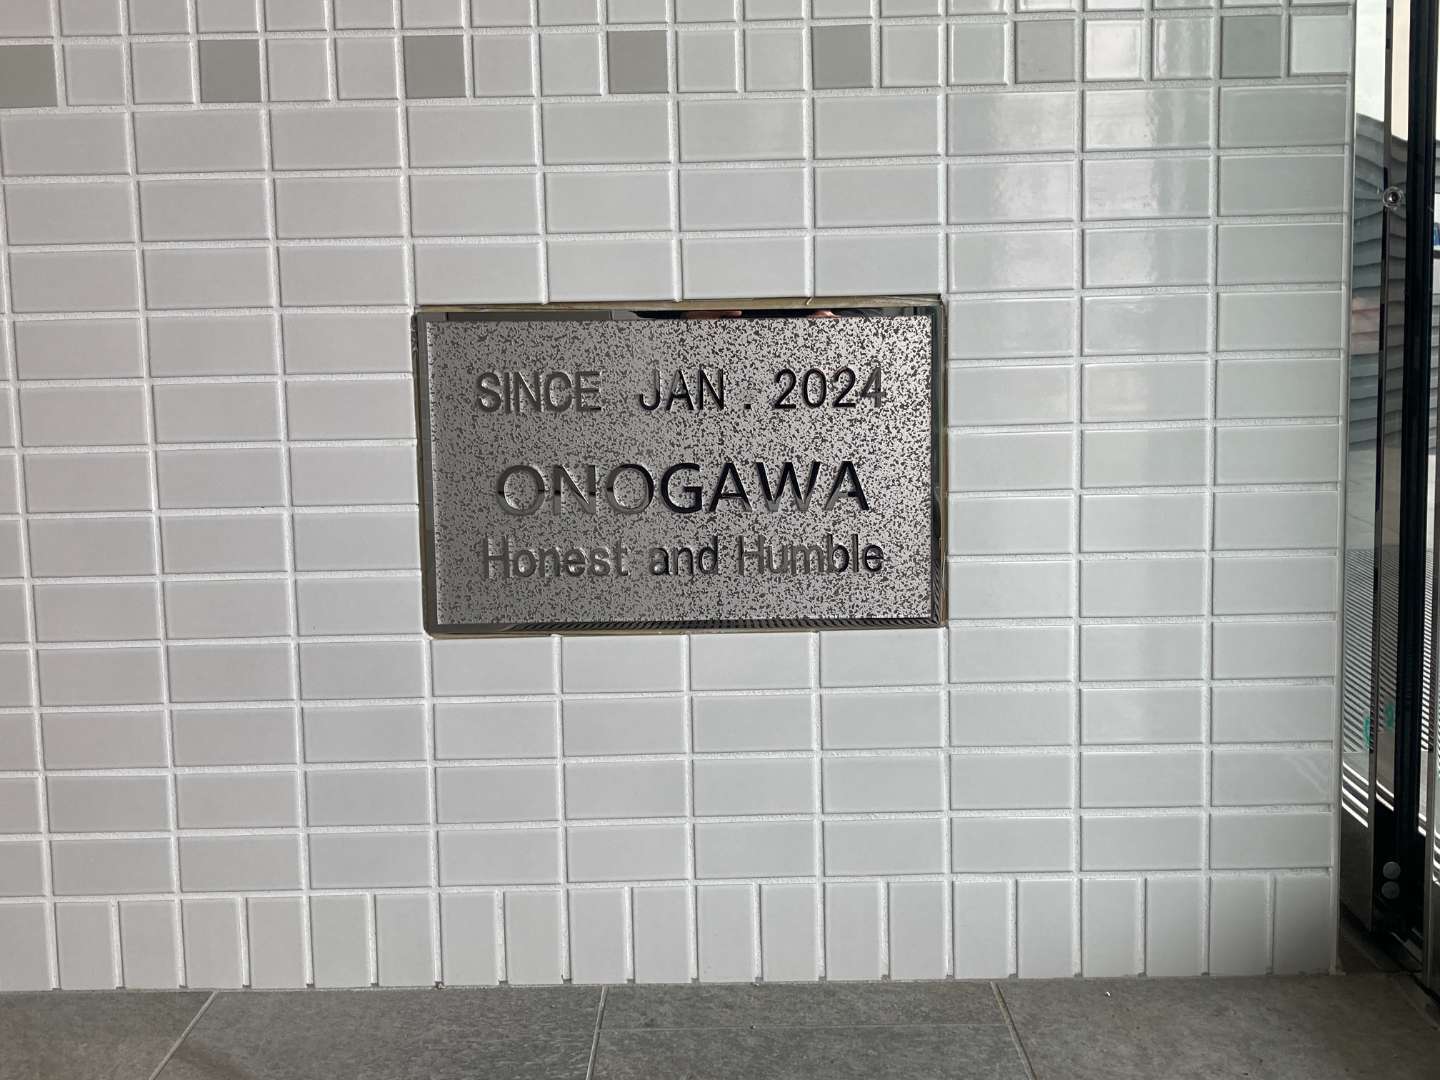 SINCE JAN. 2024
ONOGAWA
Honest and Humble